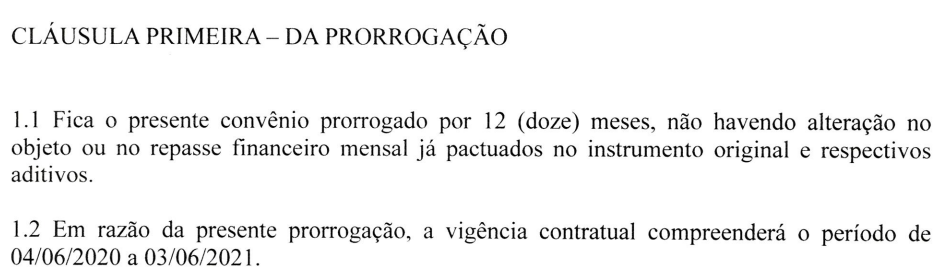 CLÁUSULA PRIMEIRA – DA PRORROGAÇÃO
1.1 Fica o presente convênio prorrogado por 12 (doze) meses, não havendo alteração no
objeto ou no repasse financeiro mensal já pactuados no instrumento original e respectivos
aditivos.
1.2 Em razão da presente prorrogação, a vigência contratual compreenderá o período de
04/06/2020 a 03/06/2021.